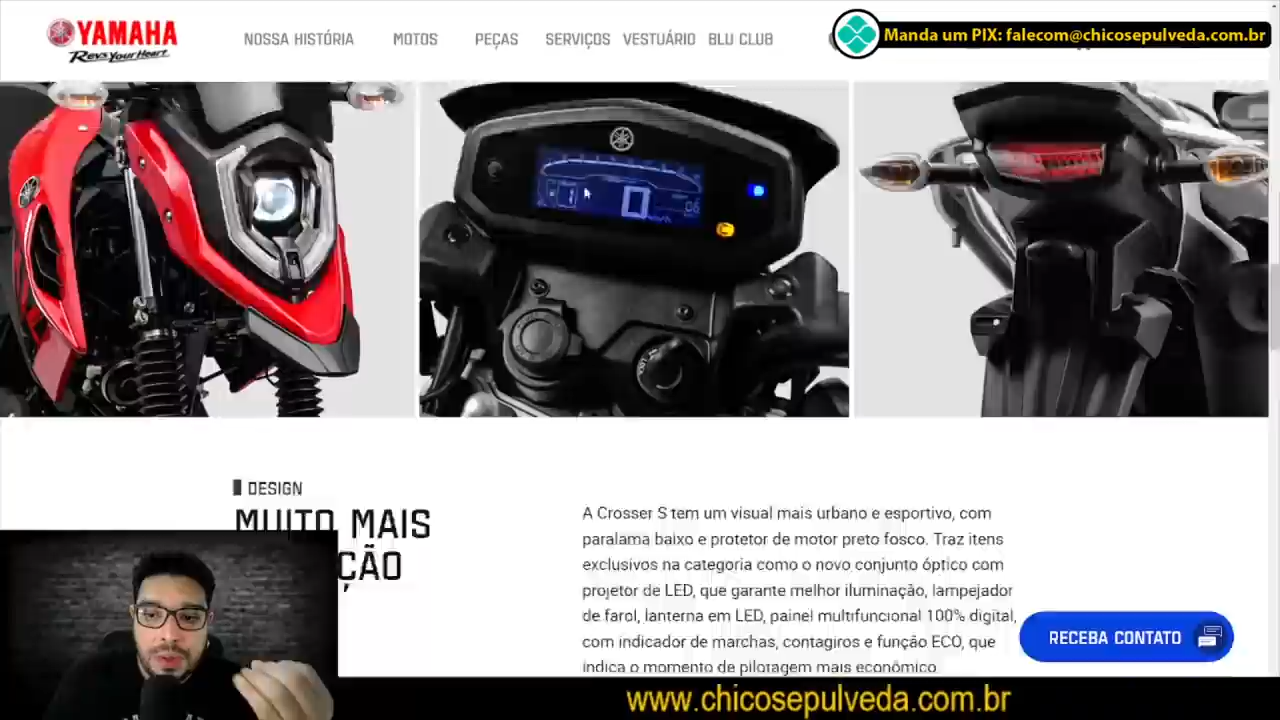 YAMAHA
Revs Your Heart
NOSSA HISTÓRIA
MOTOS
PEÇAS
SERVIÇOS
VESTUÁRIO
BLU CLUB
Manda um PIX: falecom@chicosepulveda.com.br
0
DESIGN
MUITO MAIS
ÇÃO
A Crosser S tem um visual mais urbano e esportivo, com
paralama baixo e protetor de motor preto fosco. Traz itens
exclusivos na categoria como o novo conjunto óptico com
projetor de LED, que garante melhor iluminação, lampejador
de farol, lanterna em LED, painel multifuncional 100% digital,
com indicador de marchas, contagiros e função ECO, que
indica o momento de pilotagem mais econômico.
RECEBA CONTATO
www.chicosepulveda.com.br